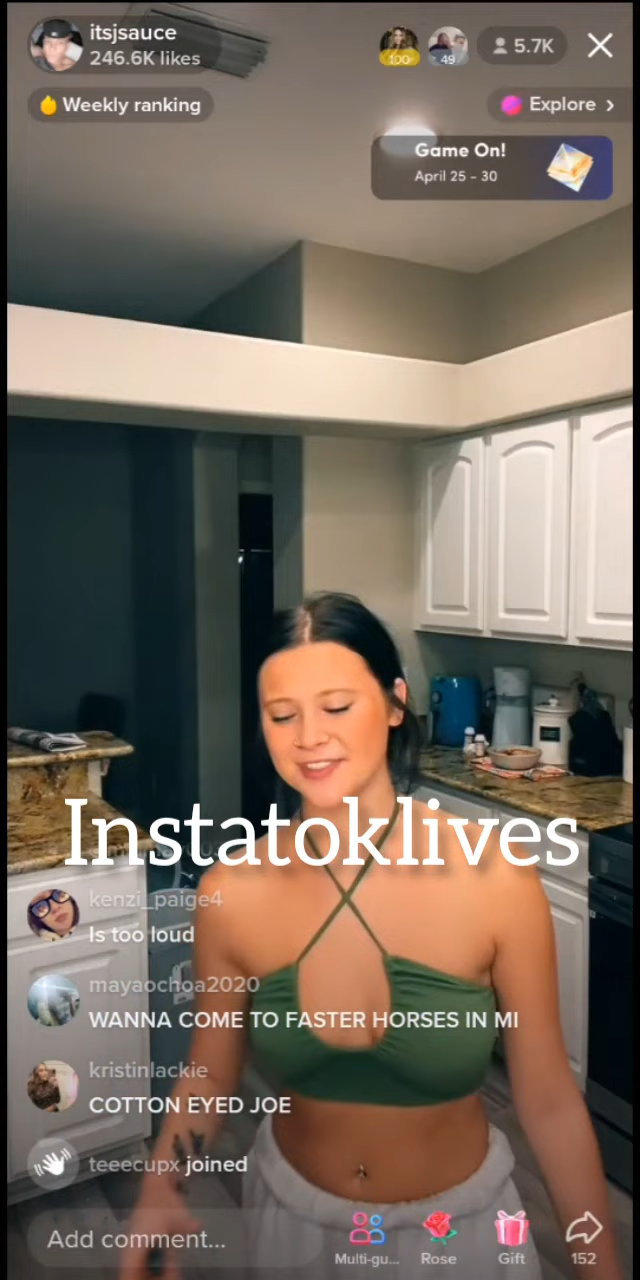 itsjsauce
246.6K likes
100
49
5.7K
Weekly ranking
Explore
Game On!
April 25 - 30
Instatoklives
kenzi_paige4
Is too loud
mayaochoa2020
WANNA COME TO FASTER HORSES IN MI
kristinlackie
COTTON EYED JOE
teeecupx joined
Add comment...
Multi-gu...
Rose
Gift
152